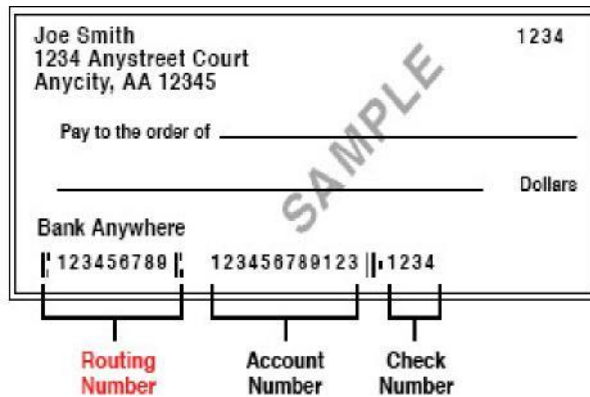 Joe Smith 1234
1234 Anystreet Court
Anycity, AA 12345
SAMPLE
Pay to the order of
Dollars
Bank Anywhere
⑆123456789⑆ 123456789123⑈1234
Routing Number
Account Number
Check Number